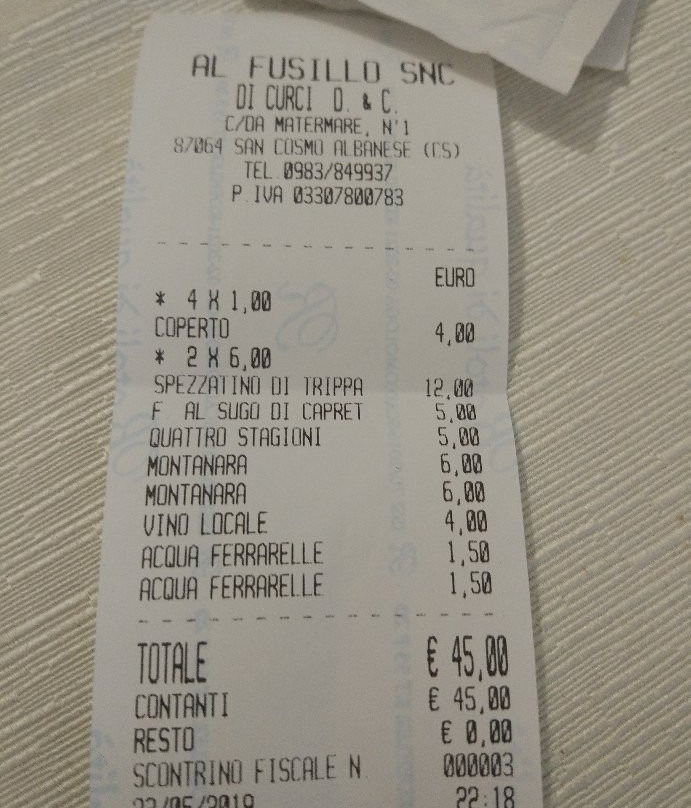 AL FUSILLO SNC
DI CURCI D. & C.
C/DA MATERMARE, N'1
87064 SAN COSMO ALBANESE (CS)
TEL.0983/849937
P.IVA 03307800783
EURO
* 4 X 1,00
COPERTO 4,00
* 2 X 6,00
SPEZZATINO DI TRIPPA 12,00
F AL SUGO DI CAPRET 5,00
QUATTRO STAGIONI 5,00
MONTANARA 6,00
MONTANARA 6,00
VINO LOCALE 4,00
ACQUA FERRARELLE 1,50
ACQUA FERRARELLE 1,50
TOTALE € 45,00
CONTANTI € 45,00
RESTO € 0,00
SCONTRINO FISCALE N. 000003
23/05/2019 22:18